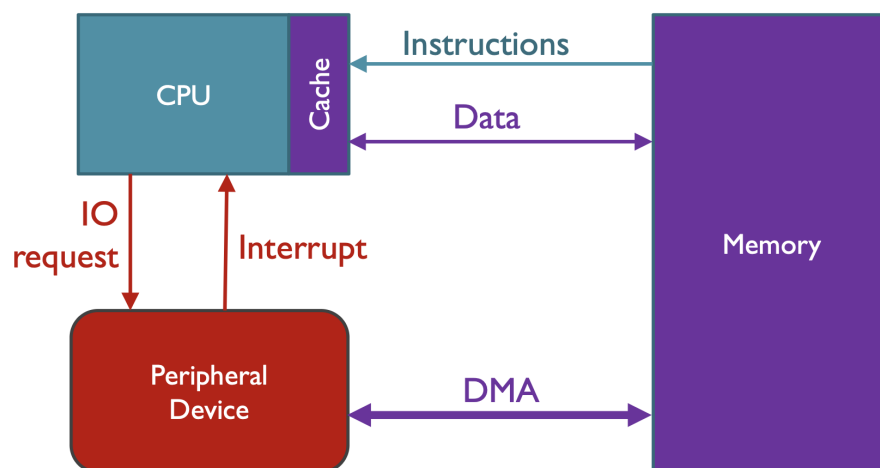 Instructions
CPU
Cache
Data
IO
request
Interrupt
Memory
Peripheral
Device
DMA